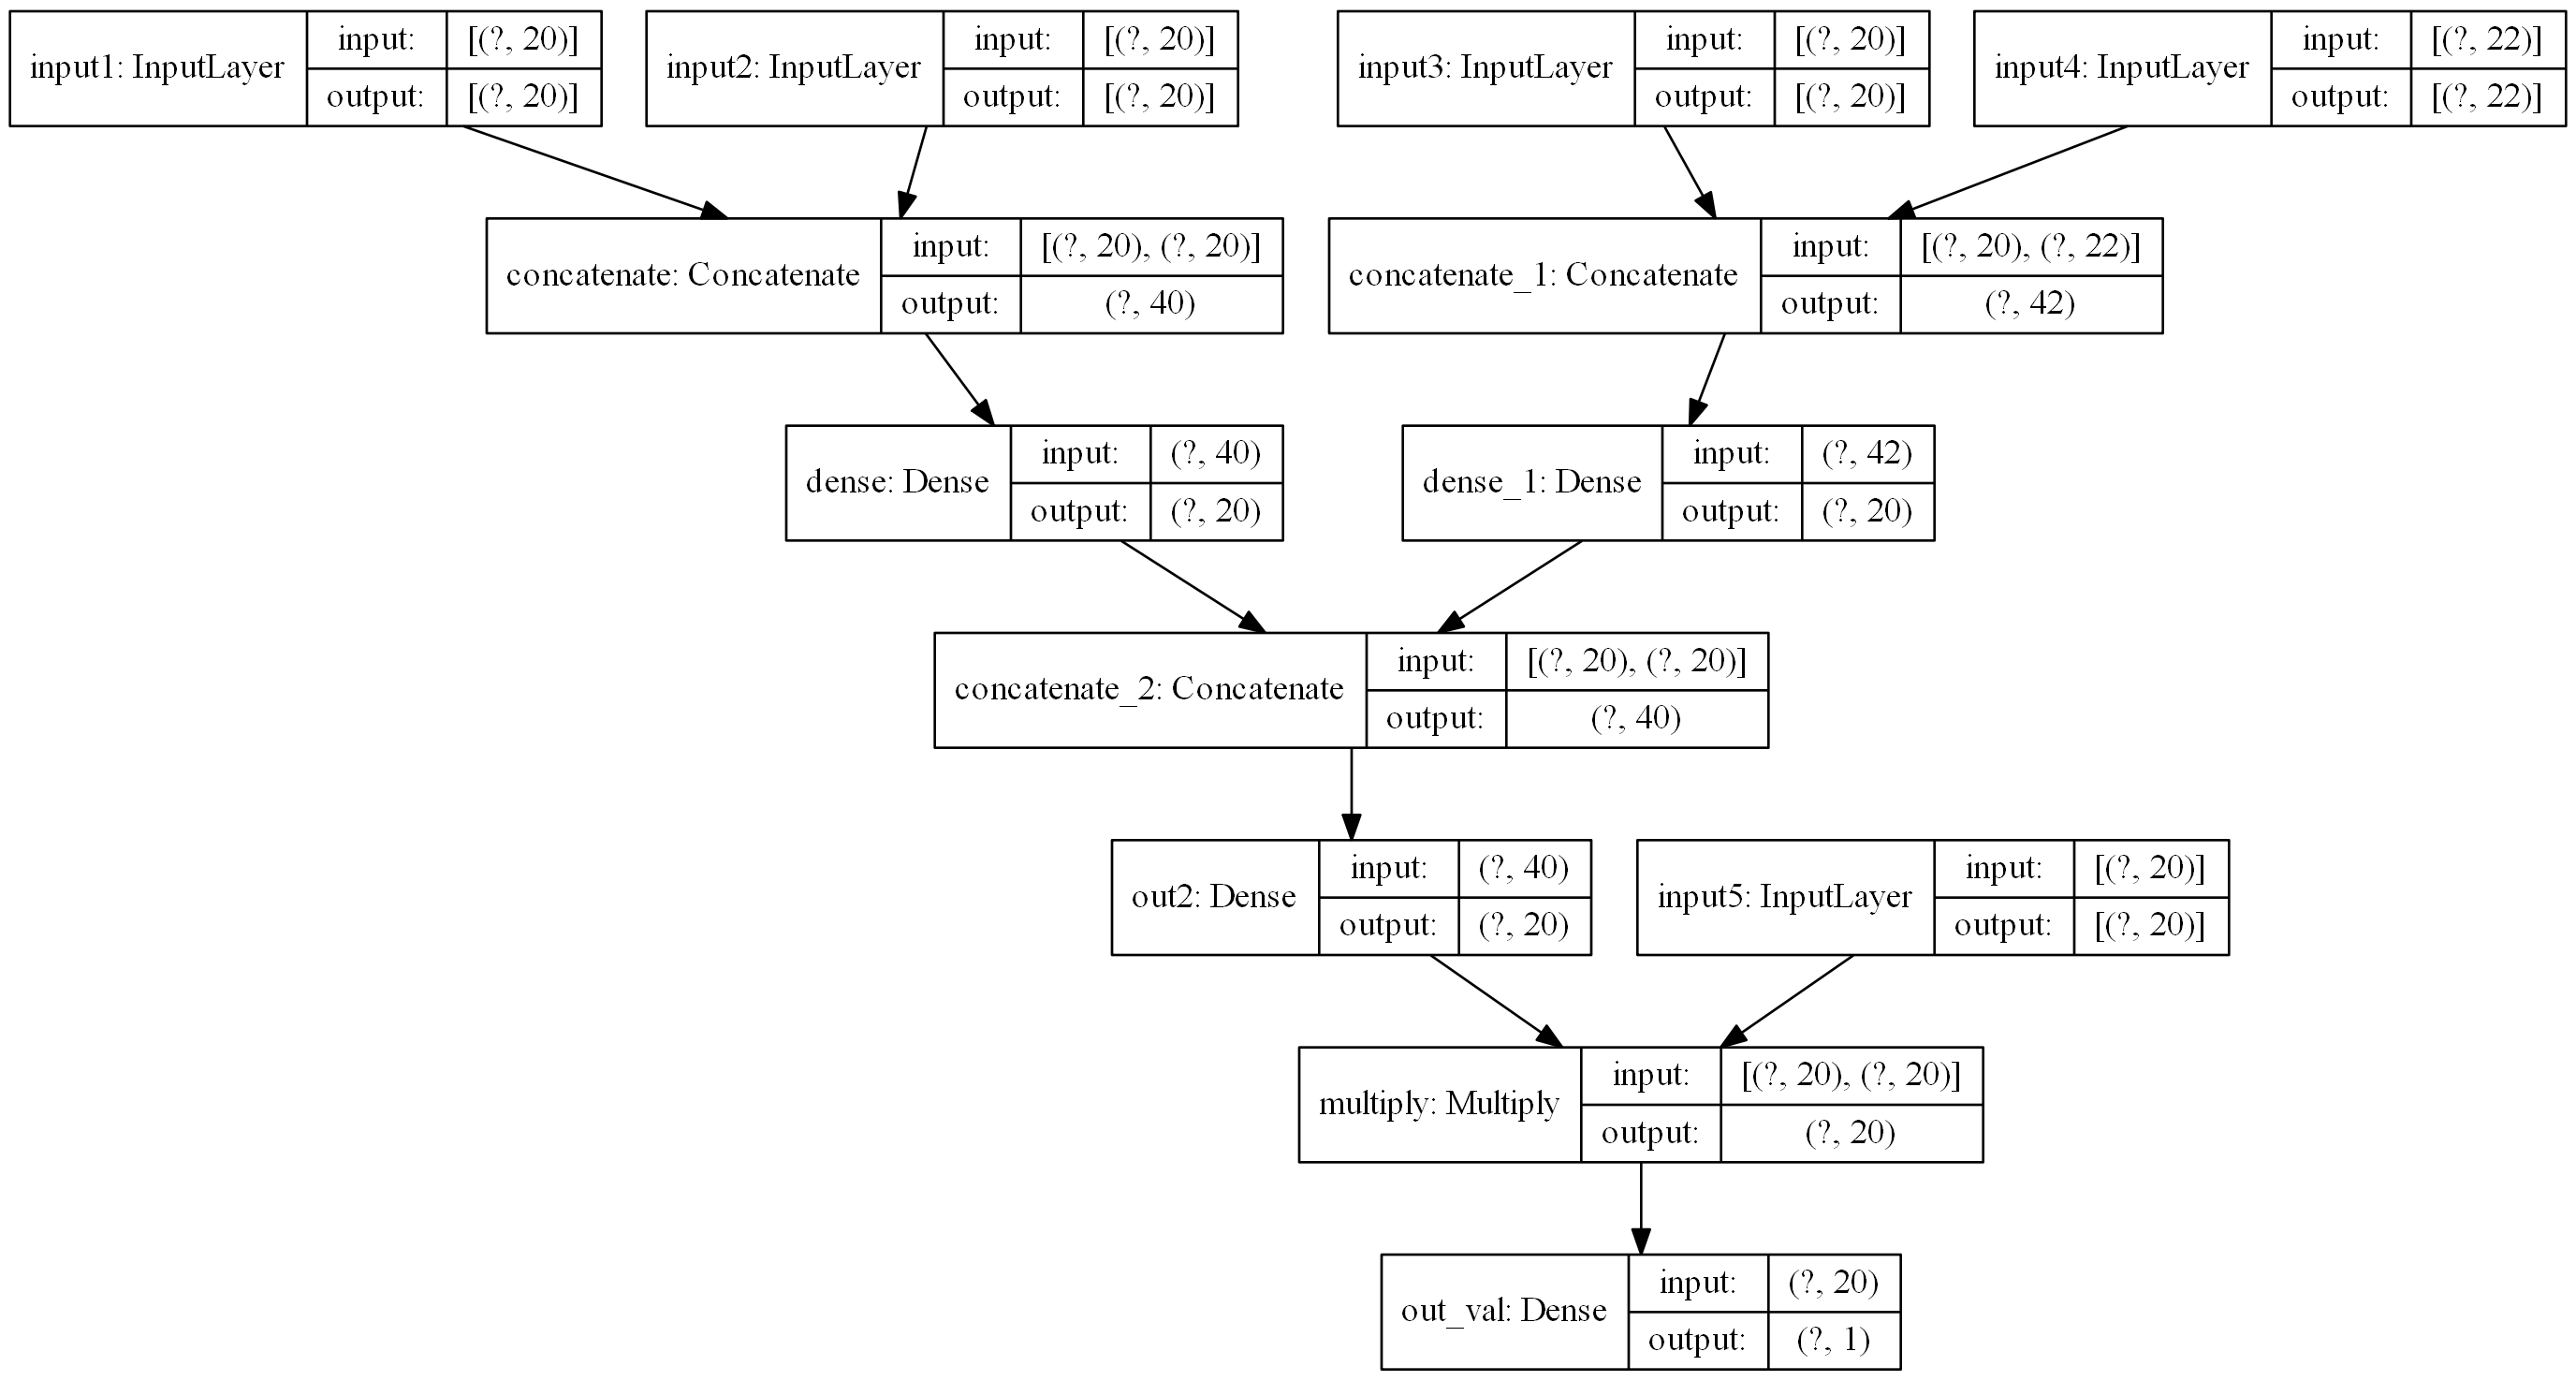 input1: InputLayer
input: [(?, 20)]
output: [(?, 20)]
input2: InputLayer
input: [(?, 20)]
output: [(?, 20)]
input3: InputLayer
input: [(?, 20)]
output: [(?, 20)]
input4: InputLayer
input: [(?, 22)]
output: [(?, 22)]
concatenate: Concatenate
input: [(?, 20), (?, 20)]
output: (?, 40)
concatenate_1: Concatenate
input: [(?, 20), (?, 22)]
output: (?, 42)
dense: Dense
input: (?, 40)
output: (?, 20)
dense_1: Dense
input: (?, 42)
output: (?, 20)
concatenate_2: Concatenate
input: [(?, 20), (?, 20)]
output: (?, 40)
out2: Dense
input: (?, 40)
output: (?, 20)
input5: InputLayer
input: [(?, 20)]
output: [(?, 20)]
multiply: Multiply
input: [(?, 20), (?, 20)]
output: (?, 20)
out_val: Dense
input: (?, 20)
output: (?, 1)